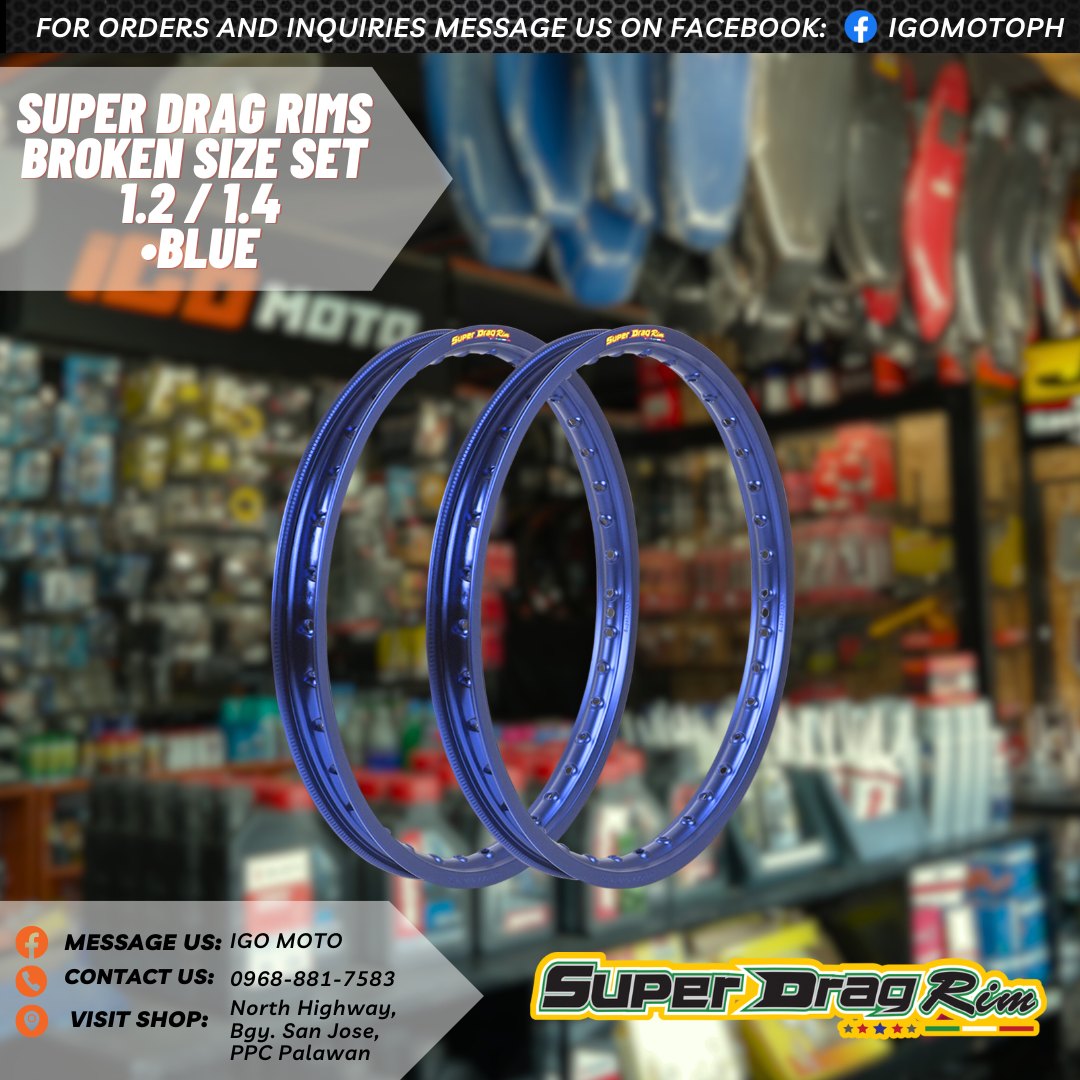 FOR ORDERS AND INQUIRIES MESSAGE US ON FACEBOOK: IGOMOTOPH
SUPER DRAG RIMS
BROKEN SIZE SET
1.2 / 1.4
•BLUE
IGO MOTO
Super Drag Rim
Super Drag Rim
MESSAGE US: IGO MOTO
CONTACT US: 0968-881-7583
VISIT SHOP: North Highway,
Bgy. San Jose,
PPC Palawan
Super Drag Rim